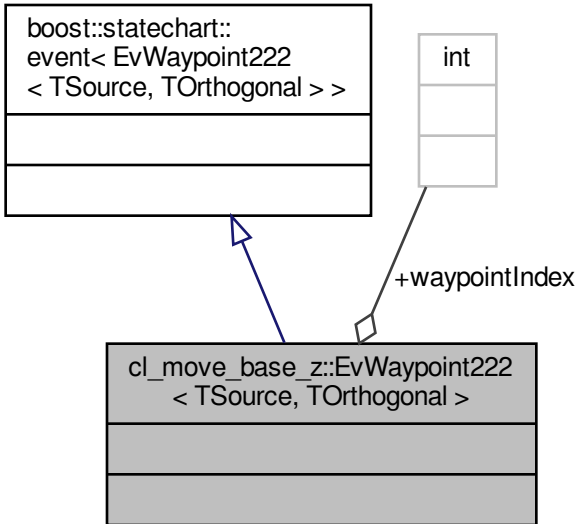 boost::statechart::
event< EvWaypoint222
< TSource, TOrthogonal > >
int
+waypointIndex
cl_move_base_z::EvWaypoint222
< TSource, TOrthogonal >